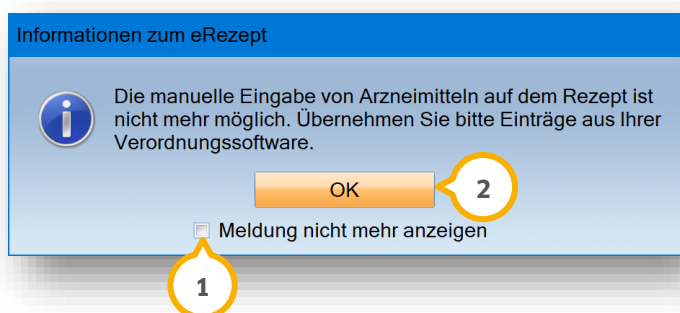 Informationen zum eRezept
Die manuelle Eingabe von Arzneimitteln auf dem Rezept ist
nicht mehr möglich. Übernehmen Sie bitte Einträge aus Ihrer
Verordnungssoftware.
OK
2
Meldung nicht mehr anzeigen
1